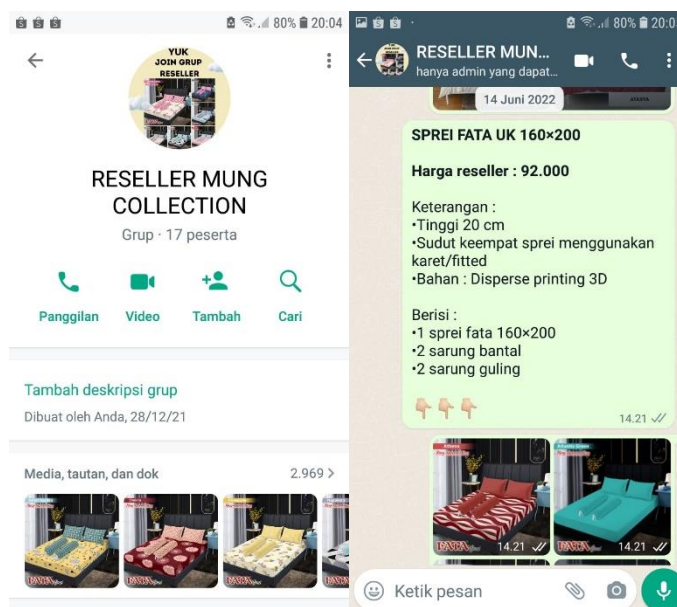 80% 20:04
YUK
JOIN GRUP
RESELLER
RESELLER MUNG
COLLECTION
Grup · 17 peserta
Panggilan Video Tambah Cari
Tambah deskripsi grup
Dibuat oleh Anda, 28/12/21
Media, tautan, dan dok 2.969 >
80% 20:0
RESELLER MUN...
hanya admin yang dapat...
14 Juni 2022
SPREI FATA UK 160×200
Harga reseller : 92.000
Keterangan :
•Tinggi 20 cm
•Sudut keempat sprei menggunakan
karet/fitted
•Bahan : Disperse printing 3D
Berisi :
•1 sprei fata 160×200
•2 sarung bantal
•2 sarung guling
14.21
14.21
14.21
Ketik pesan